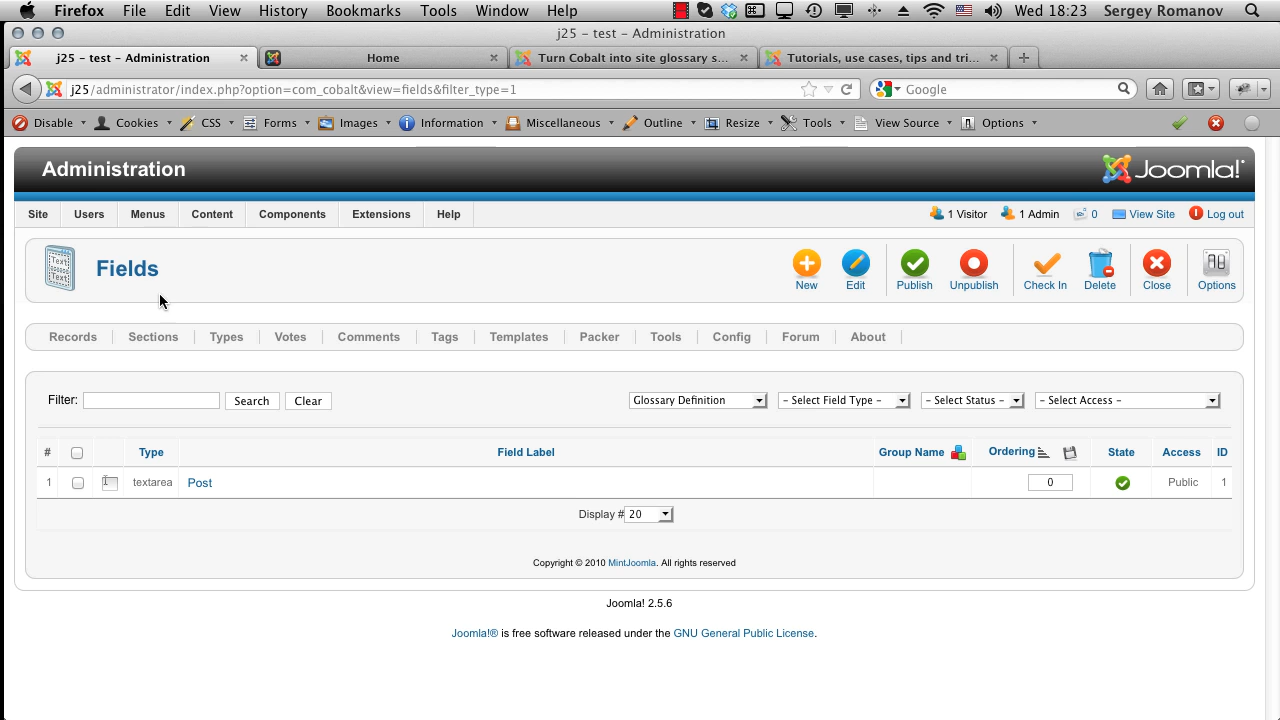 Firefox File Edit View History Bookmarks Tools Window Help Wed 18:23 Sergey Romanov
j25 – test – Administration
j25 – test – Administration Home Turn Cobalt into site glossary s... Tutorials, use cases, tips and tri...
j25/administrator/index.php?option=com_cobalt&view=fields&filter_type=1 Google
Disable Cookies CSS Forms Images Information Miscellaneous Outline Resize Tools View Source Options
Administration Joomla!®
Site Users Menus Content Components Extensions Help 1 Visitor 1 Admin 0 View Site Log out
Fields New Edit Publish Unpublish Check In Delete Close Options
Records Sections Types Votes Comments Tags Templates Packer Tools Config Forum About
Filter: Search Clear Glossary Definition – Select Field Type – – Select Status – – Select Access –
# Type Field Label Group Name Ordering State Access ID
1 textarea Post 0 Public 1
Display # 20
Copyright © 2010 MintJoomla. All rights reserved
Joomla! 2.5.6
Joomla!® is free software released under the GNU General Public License.